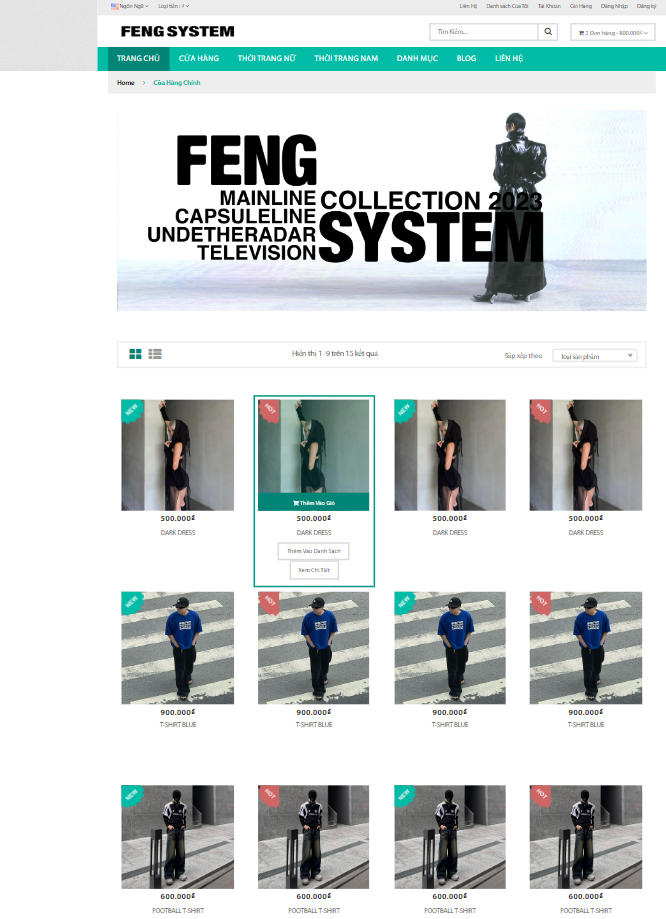 Ngôn Ngữ Loại tiền : ₫ Liên Hệ Danh sách Của Tôi Tài Khoản Giỏ Hàng Đăng Nhập Đăng ký
FENG SYSTEM Tìm Kiếm... 2 Đơn hàng - 800.000₫
TRANG CHỦ CỬA HÀNG THỜI TRANG NỮ THỜI TRANG NAM DANH MỤC BLOG LIÊN HỆ
Home > Cửa Hàng Chính
FENG
MAINLINE
CAPSULELINE
UNDETHERADAR
TELEVISION
COLLECTION 2023
SYSTEM
Hiển thị 1-9 trên 15 kết quả Sắp xếp theo loại sản phẩm
NEW HOT NEW HOT
Thêm Vào Giỏ
500.000₫ 500.000₫ 500.000₫ 500.000₫
DARK DRESS DARK DRESS DARK DRESS DARK DRESS
Thêm Vào Danh Sách
Xem Chi Tiết
NEW HOT NEW HOT
900.000₫ 900.000₫ 900.000₫ 900.000₫
T-SHIRT BLUE T-SHIRT BLUE T-SHIRT BLUE T-SHIRT BLUE
NEW HOT NEW HOT
600.000₫ 600.000₫ 600.000₫ 600.000₫
FOOTBALL T-SHIRT FOOTBALL T-SHIRT FOOTBALL T-SHIRT FOOTBALL T-SHIRT